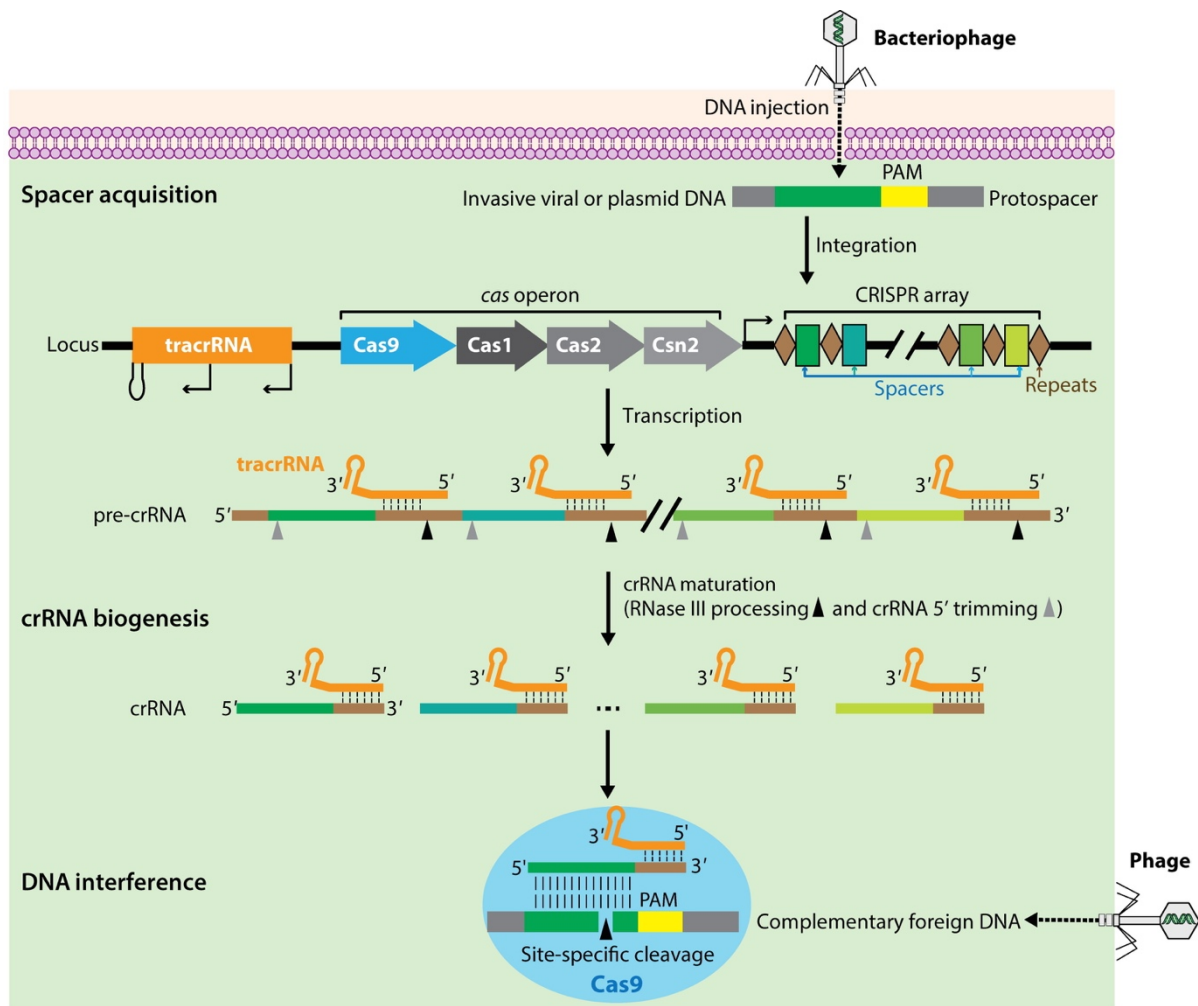 Bacteriophage
DNA injection
Spacer acquisition
PAM
Invasive viral or plasmid DNA
Protospacer
Integration
cas operon
CRISPR array
Locus
tracrRNA
Cas9
Cas1
Cas2
Csn2
Spacers
Repeats
Transcription
tracrRNA
3′ 5′ 3′ 5′ 3′ 5′ 3′ 5′
pre-crRNA 5′ 3′
crRNA maturation
(RNase III processing ▲ and crRNA 5′ trimming ▲)
crRNA biogenesis
3′ 5′ 3′ 5′ 3′ 5′ 3′ 5′
crRNA 5′ 3′
3′ 5′
5′ 3′
DNA interference
PAM
Site-specific cleavage
Cas9
Complementary foreign DNA
Phage